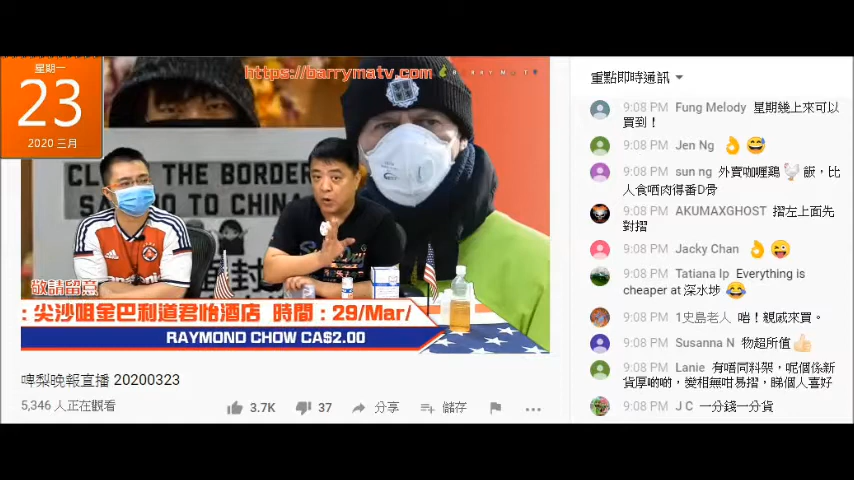 星期一
23
2020 三月
https://barrymatv.com
BARRYMATV
CLOSE THE BORDER
SAY NO TO CHINA
敬請留意
: 尖沙咀金巴利道君怡酒店 時間：29/Mar/
RAYMOND CHOW CA$2.00
啤梨晚報直播 20200323
5,346 人正在觀看
3.7K
37
分享
儲存
重點即時通訊
9:08 PM Fung Melody 星期幾上來可以
買到！
9:08 PM Jen Ng 👌😅
9:08 PM sun ng 外賣咖喱鷄🐓飯，比
人食哂肉得番D骨
9:08 PM AKUMAXGHOST 摺左上面先
對摺
9:08 PM Jacky Chan 👌😜
9:08 PM Tatiana Ip Everything is
cheaper at 深水埗 😂
9:08 PM 1史島老人 啱！親戚來買。
9:08 PM Susanna N 物超所值👍🏻
9:08 PM Lanie 有唔同料架，呢個係新
貨厚啲啲，變相無咁易摺，睇個人喜好
9:08 PM J C 一分錢一分貨